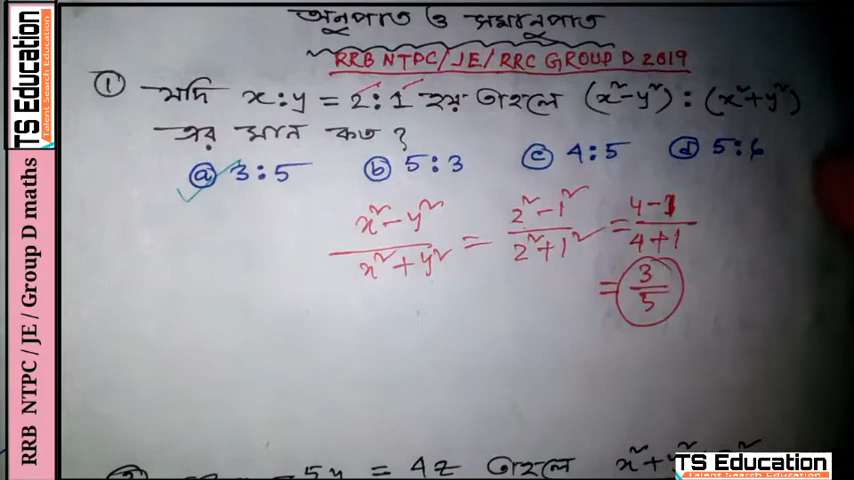 অনুপাত ও সমানুপাত
RRB NTPC/JE/RRC GROUP D 2019
① যদি x:y = 2:1 হয় তাহলে (x²-y²) : (x²+y²)
এর মান কত ?
ⓐ 3:5 ⓑ 5:3 ⓒ 4:5 ⓓ 5:6
x²-y² / x²+y² = 2²-1² / 2²+1² = 4-1 / 4+1
= 3/5
5y = 4z তাহলে
TS Education
Talent Search Education
RRB NTPC / JE / Group D maths
TS Education
Talent Search Education